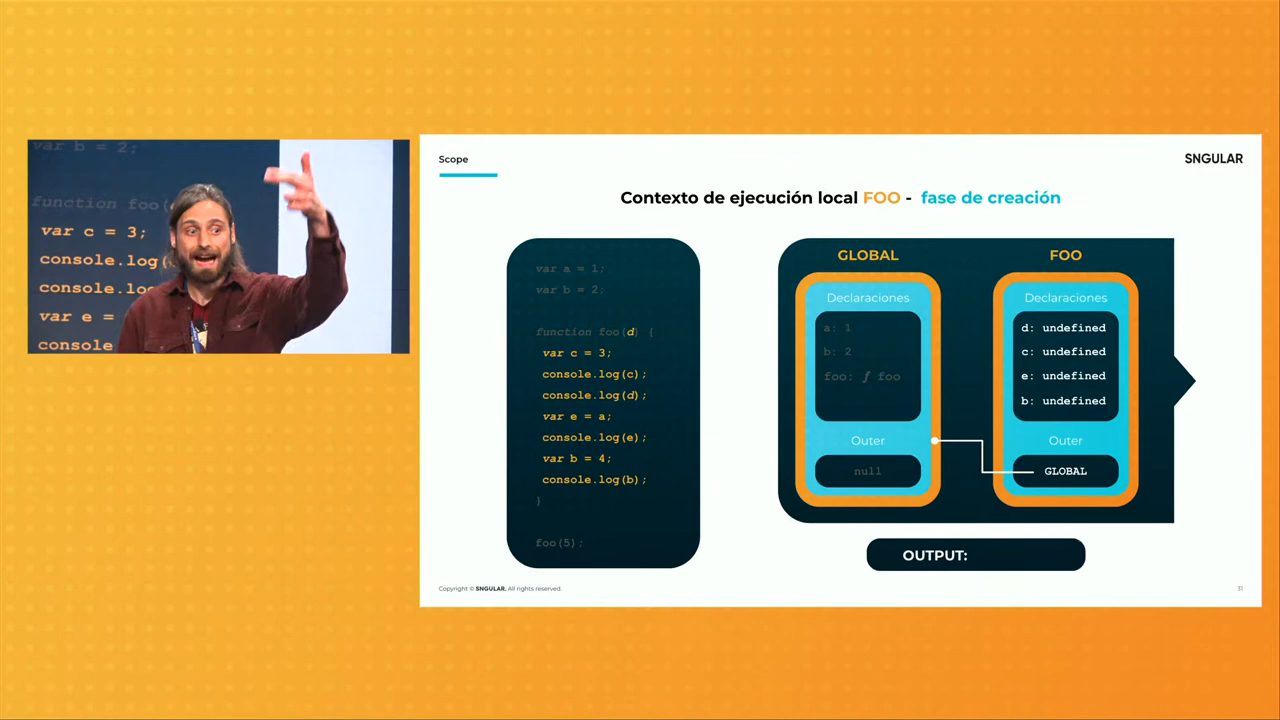 var b = 2;
function foo(
var c = 3;
console.log(
console.log
var e =
console
Scope
SNGULAR
Contexto de ejecución local FOO - fase de creación
var a = 1;
var b = 2;
function foo(d) {
var c = 3;
console.log(c);
console.log(d);
var e = a;
console.log(e);
var b = 4;
console.log(b);
}
foo(5);
GLOBAL
Declaraciones
a: 1
b: 2
foo: ƒ foo
Outer
null
FOO
Declaraciones
d: undefined
c: undefined
e: undefined
b: undefined
Outer
GLOBAL
OUTPUT:
Copyright © SNGULAR. All rights reserved.
31